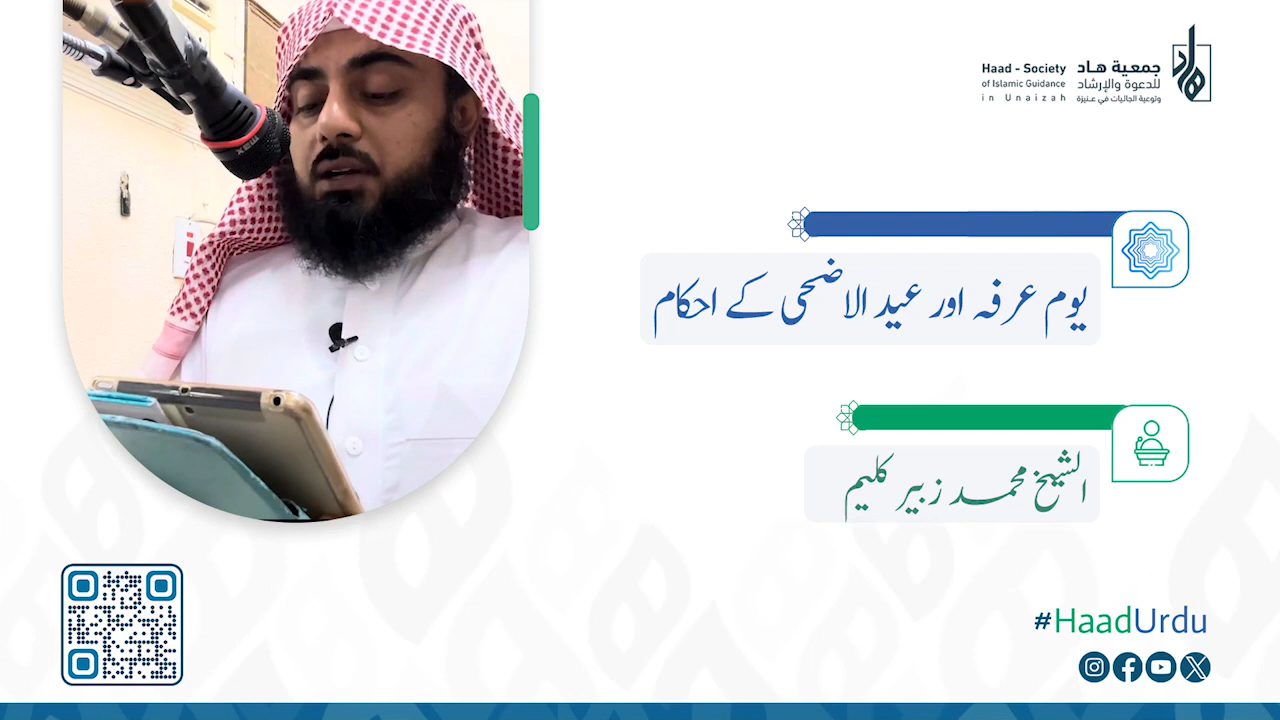 Haad - Society
of Islamic Guidance
in Unaizah
جمعية هاد
للدعوة والإرشاد
وتوعية الجاليات في عنيزة
یوم عرفہ اور عید الاضحی کے احکام
الشیخ محمد زبیر کلیم
#HaadUrdu